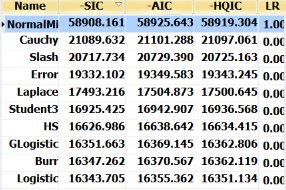 Name -SIC -AIC -HQIC LR
NormalMi 58908.161 58925.643 58919.304 1.00
Cauchy 21089.632 21101.288 21097.061 0.00
Slash 20717.734 20729.390 20725.163 0.00
Error 19332.102 19349.583 19343.245 0.00
Laplace 17493.216 17504.873 17500.645 0.00
Student3 16925.425 16942.907 16936.568 0.00
HS 16626.986 16638.642 16634.415 0.00
GLogistic 16351.663 16369.145 16362.806 0.00
Burr 16347.262 16370.567 16362.119 0.00
Logistic 16343.705 16355.362 16351.134 0.00